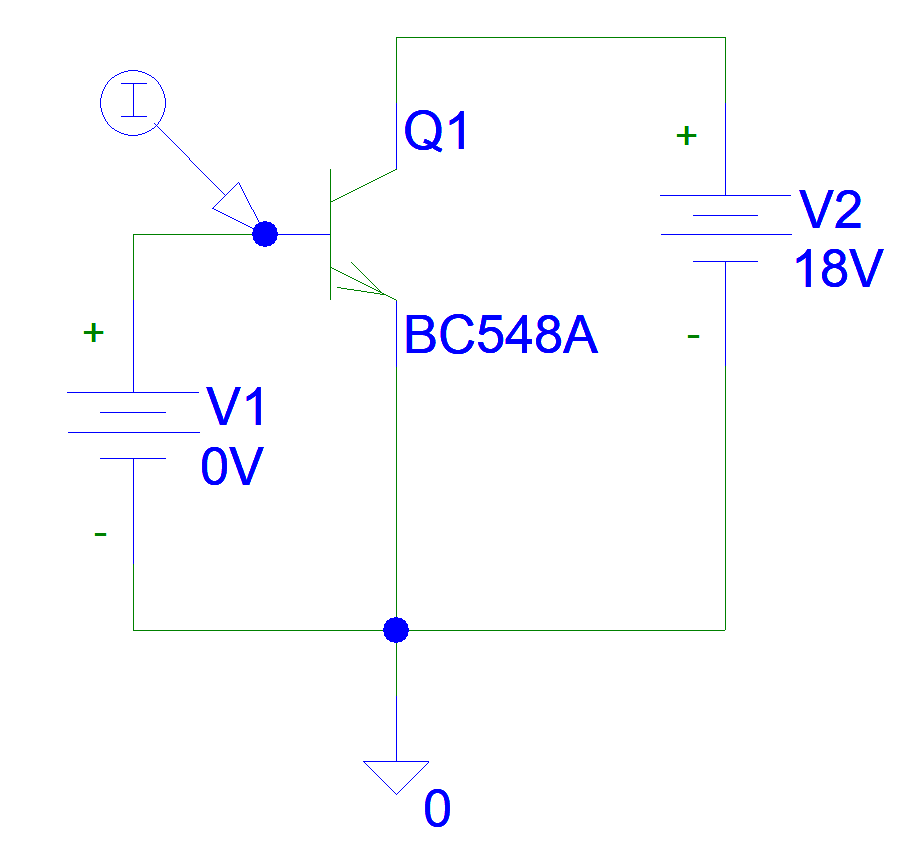 I
Q1
+
V2
18V
+
BC548A
-
V1
0V
-
0